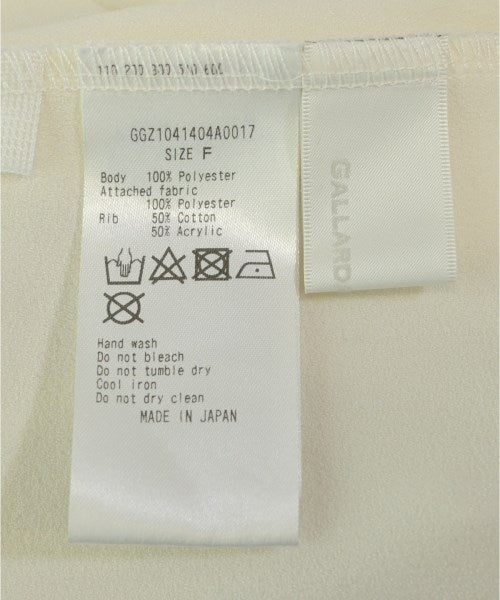 GGZ1041404A0017
SIZE F
Body 100% Polyester
Attached fabric
100% Polyester
Rib 50% Cotton
50% Acrylic
Hand wash
Do not bleach
Do not tumble dry
Cool iron
Do not dry clean
MADE IN JAPAN
GALLARD